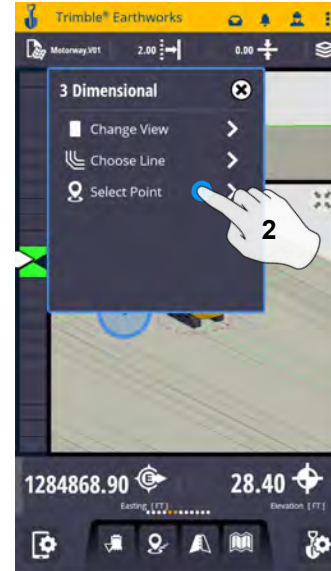 Trimble® Earthworks
Motorway.V01 2.00 0.00
3 Dimensional
Change View
Choose Line
Select Point
2
1284868.90 E 28.40
Easting [FT] Elevation [FT]